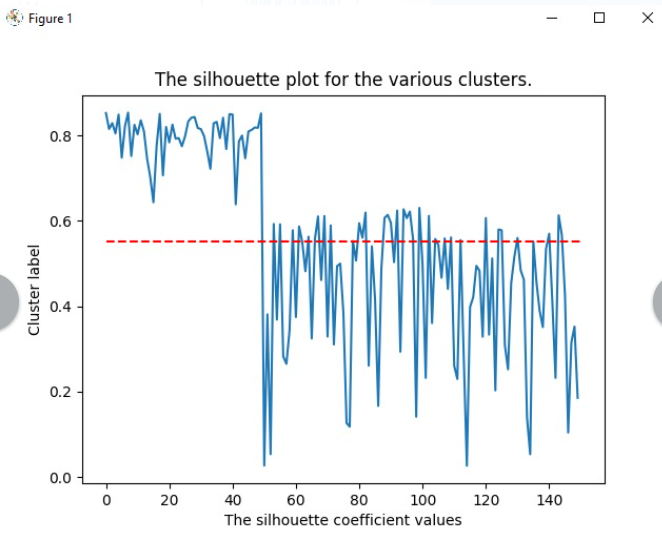 Figure 1
The silhouette plot for the various clusters.
0.8
0.6
0.4
0.2
0.0
Cluster label
0 20 40 60 80 100 120 140
The silhouette coefficient values